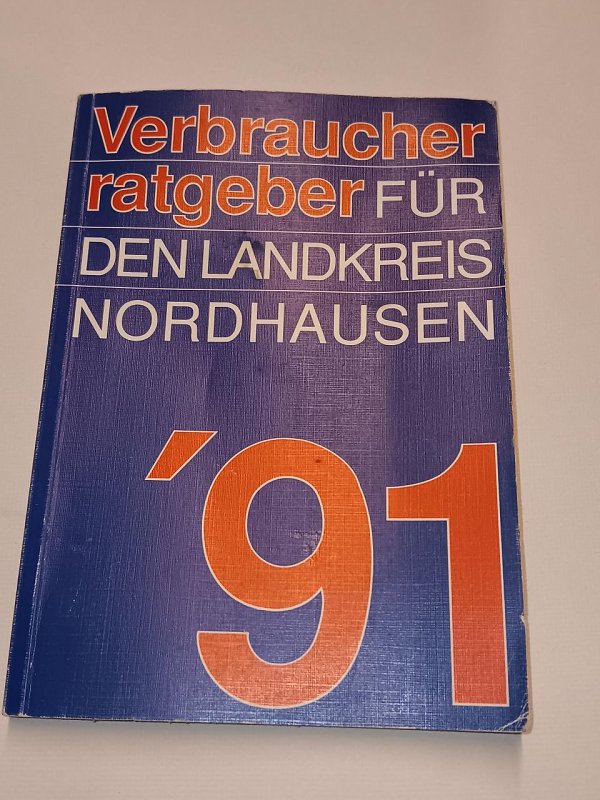 Verbraucher
ratgeber FÜR
DEN LANDKREIS
NORDHAUSEN
'91